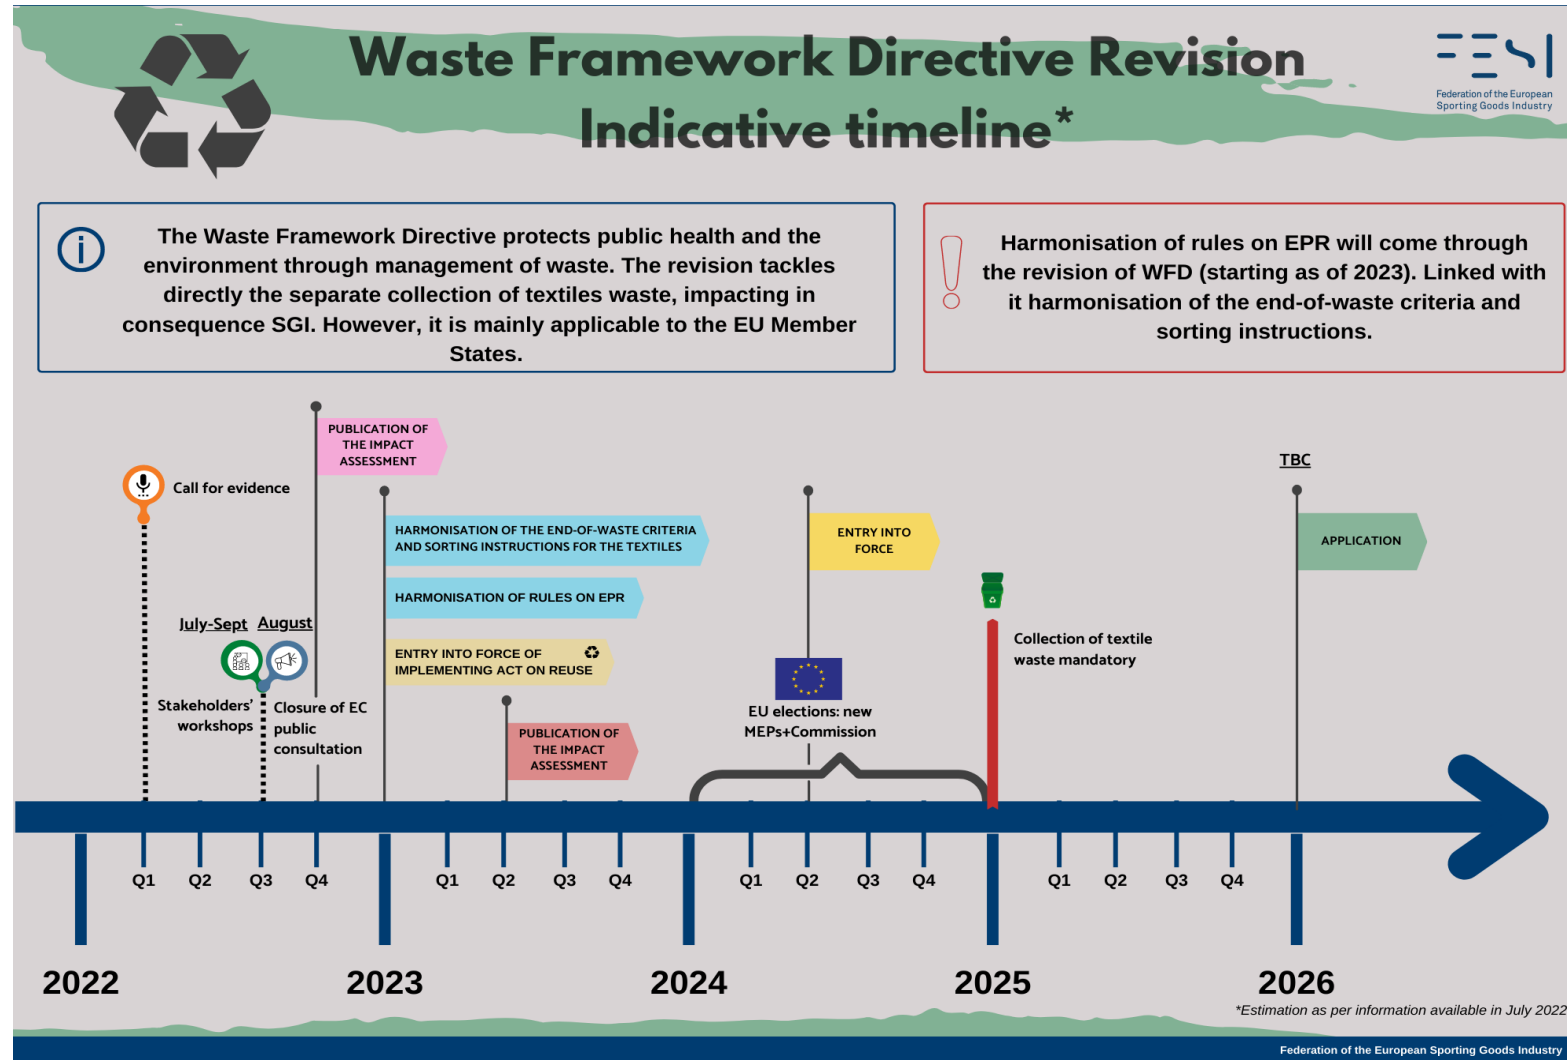 Waste Framework Directive Revision
Indicative timeline*
FESI
Federation of the European
Sporting Goods Industry
The Waste Framework Directive protects public health and the
environment through management of waste. The revision tackles
directly the separate collection of textiles waste, impacting in
consequence SGI. However, it is mainly applicable to the EU Member
States.
Harmonisation of rules on EPR will come through
the revision of WFD (starting as of 2023). Linked with
it harmonisation of the end-of-waste criteria and
sorting instructions.
PUBLICATION OF
THE IMPACT
ASSESSMENT
Call for evidence
July-Sept
August
Stakeholders'
workshops
Closure of EC
public
consultation
HARMONISATION OF THE END-OF-WASTE CRITERIA
AND SORTING INSTRUCTIONS FOR THE TEXTILES
HARMONISATION OF RULES ON EPR
ENTRY INTO FORCE OF
IMPLEMENTING ACT ON REUSE
PUBLICATION OF
THE IMPACT
ASSESSMENT
ENTRY INTO
FORCE
EU elections: new
MEPs+Commission
Collection of textile
waste mandatory
TBC
APPLICATION
Q1 Q2 Q3 Q4 Q1 Q2 Q3 Q4 Q1 Q2 Q3 Q4 Q1 Q2 Q3 Q4
2022 2023 2024 2025 2026
*Estimation as per information available in July 2022
Federation of the European Sporting Goods Industry